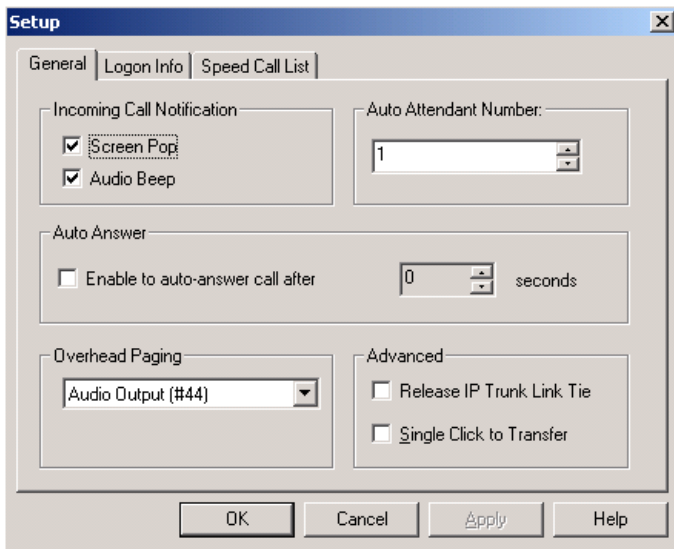 Setup
General
Logon Info
Speed Call List
Incoming Call Notification
Screen Pop
Audio Beep
Auto Attendant Number:
1
Auto Answer
Enable to auto-answer call after
0
seconds
Overhead Paging
Audio Output (#44)
Advanced
Release IP Trunk Link Tie
Single Click to Transfer
OK
Cancel
Apply
Help